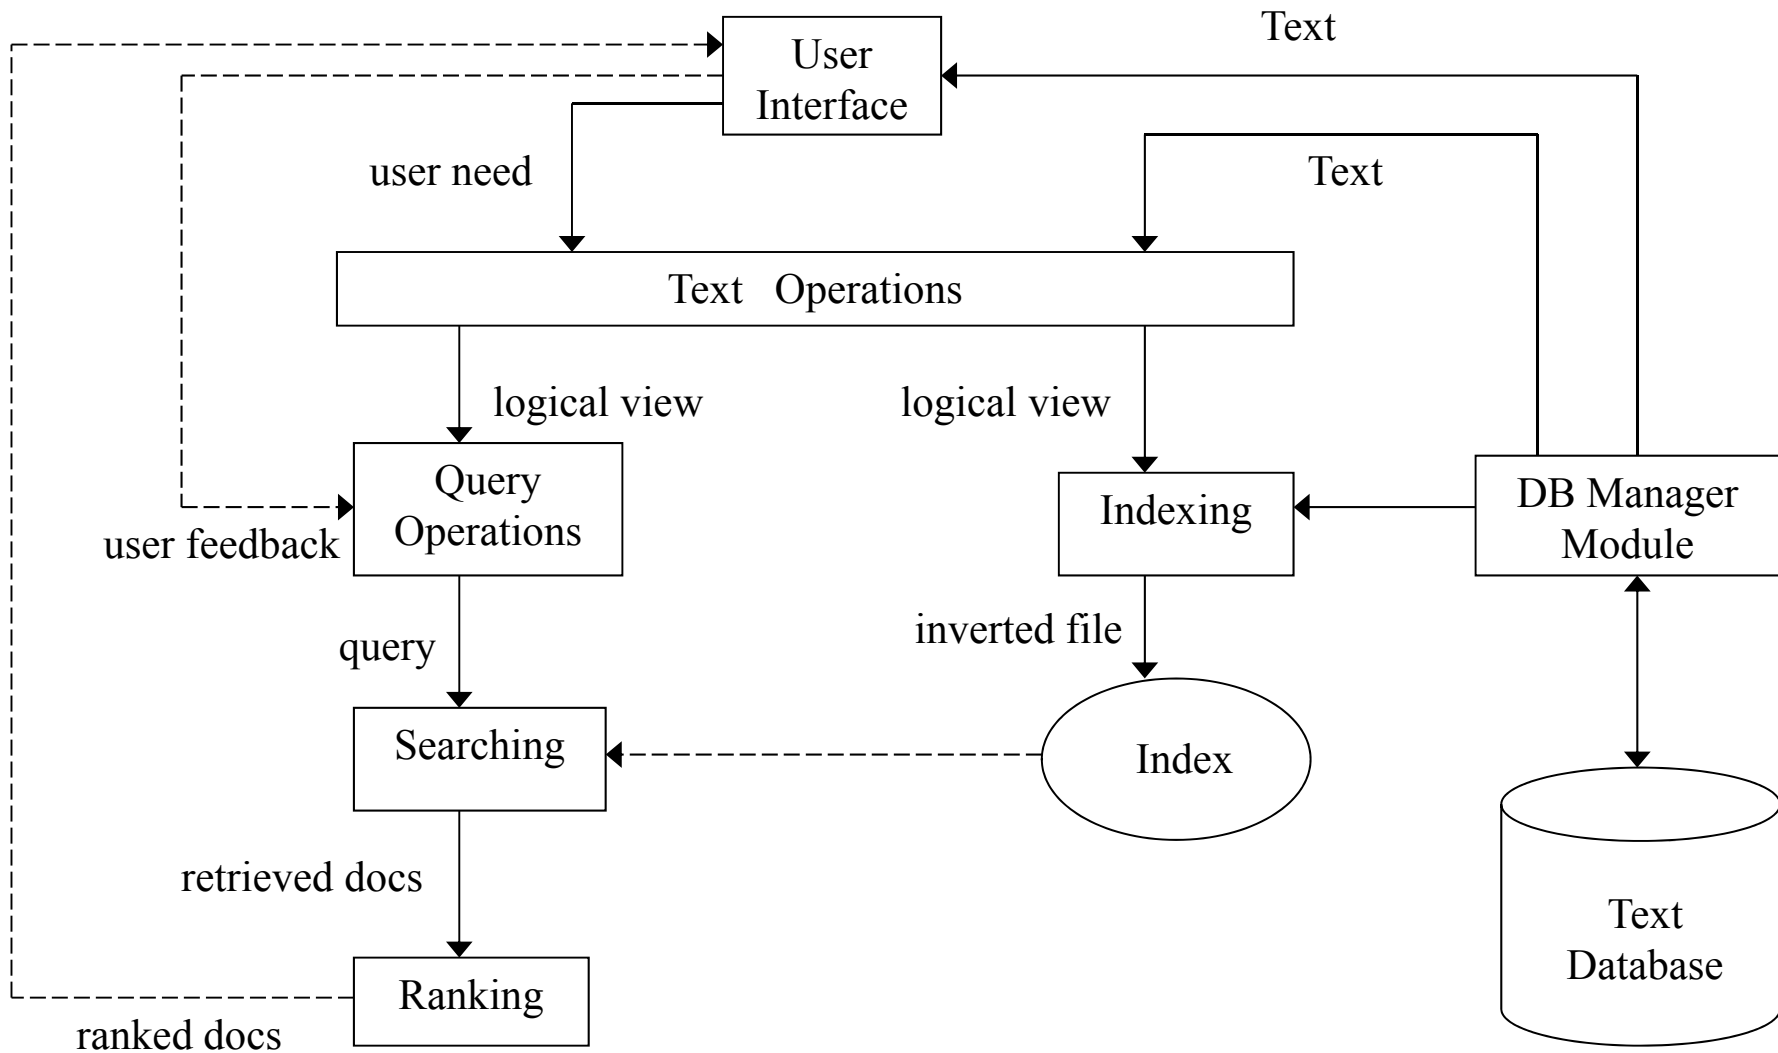 Text
User
Interface
user need
Text
Text Operations
logical view
logical view
Query
Operations
Indexing
DB Manager
Module
user feedback
inverted file
query
Searching
Index
retrieved docs
Text
Database
Ranking
ranked docs